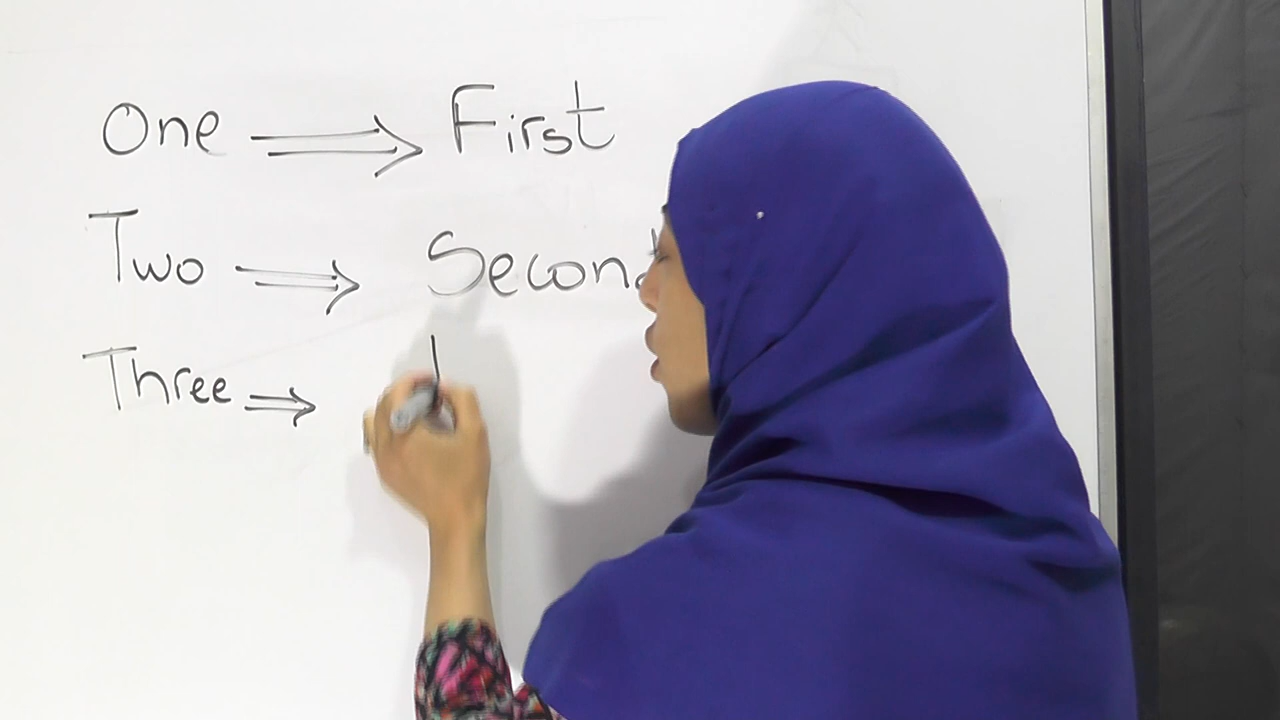 One ⇒ First
Two ⇒ Second
Three ⇒